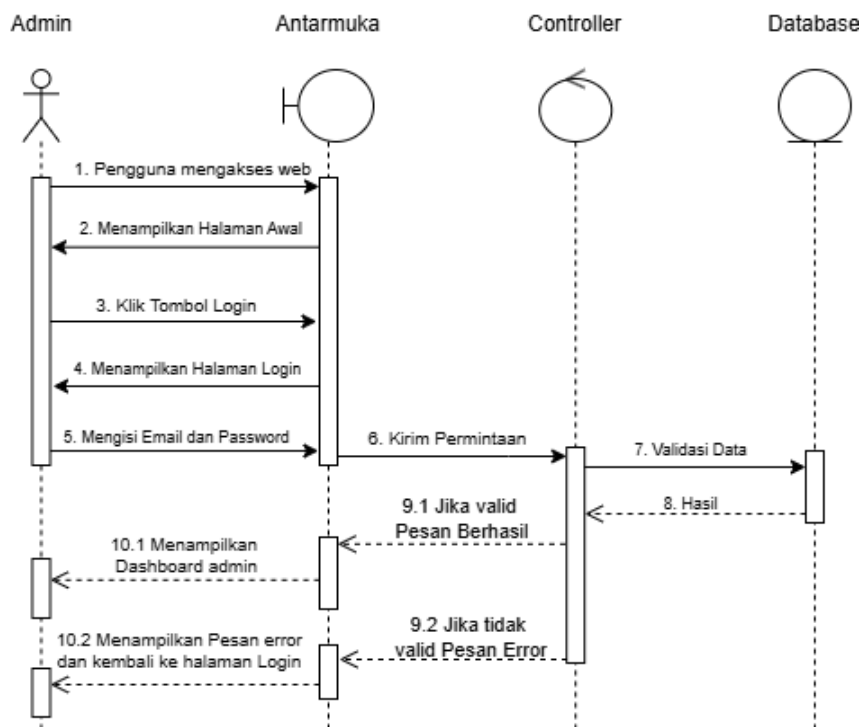 Admin
Antarmuka
Controller
Database
1. Pengguna mengakses web
2. Menampilkan Halaman Awal
3. Klik Tombol Login
4. Menampilkan Halaman Login
5. Mengisi Email dan Password
6. Kirim Permintaan
7. Validasi Data
8. Hasil
9.1 Jika valid
Pesan Berhasil
10.1 Menampilkan
Dashboard admin
9.2 Jika tidak
valid Pesan Error
10.2 Menampilkan Pesan error
dan kembali ke halaman Login